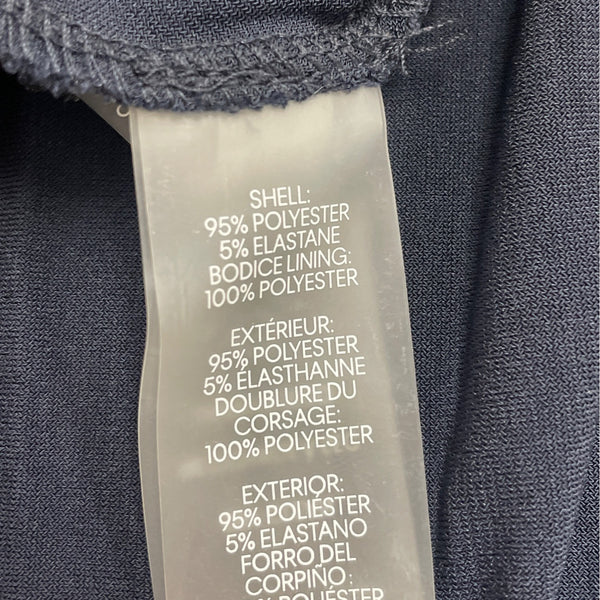 SHELL:
95% POLYESTER
5% ELASTANE
BODICE LINING:
100% POLYESTER
EXTÉRIEUR:
95% POLYESTER
5% ÉLASTHANNE
DOUBLURE DU
CORSAGE:
100% POLYESTER
EXTERIOR:
95% POLIÉSTER
5% ELASTANO
FORRO DEL
CORPIÑO:
% POLIÉSTER